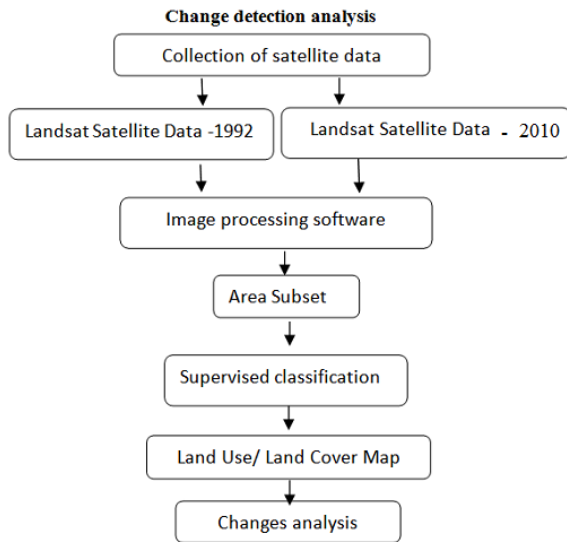 Change detection analysis
Collection of satellite data
Landsat Satellite Data -1992
Landsat Satellite Data - 2010
Image processing software
Area Subset
Supervised classification
Land Use/ Land Cover Map
Changes analysis